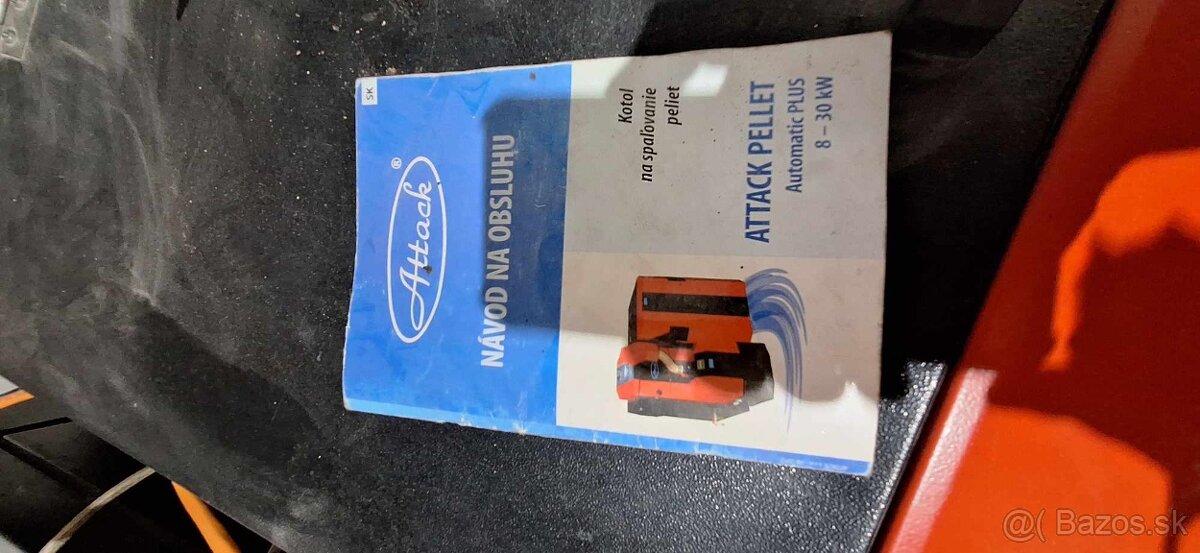 SK
Attack®
NÁVOD NA OBSLUHU
Kotol
na spaľovanie
peliet
ATTACK PELLET
Automatic PLUS
8 – 30 kW
@( Bazos.sk